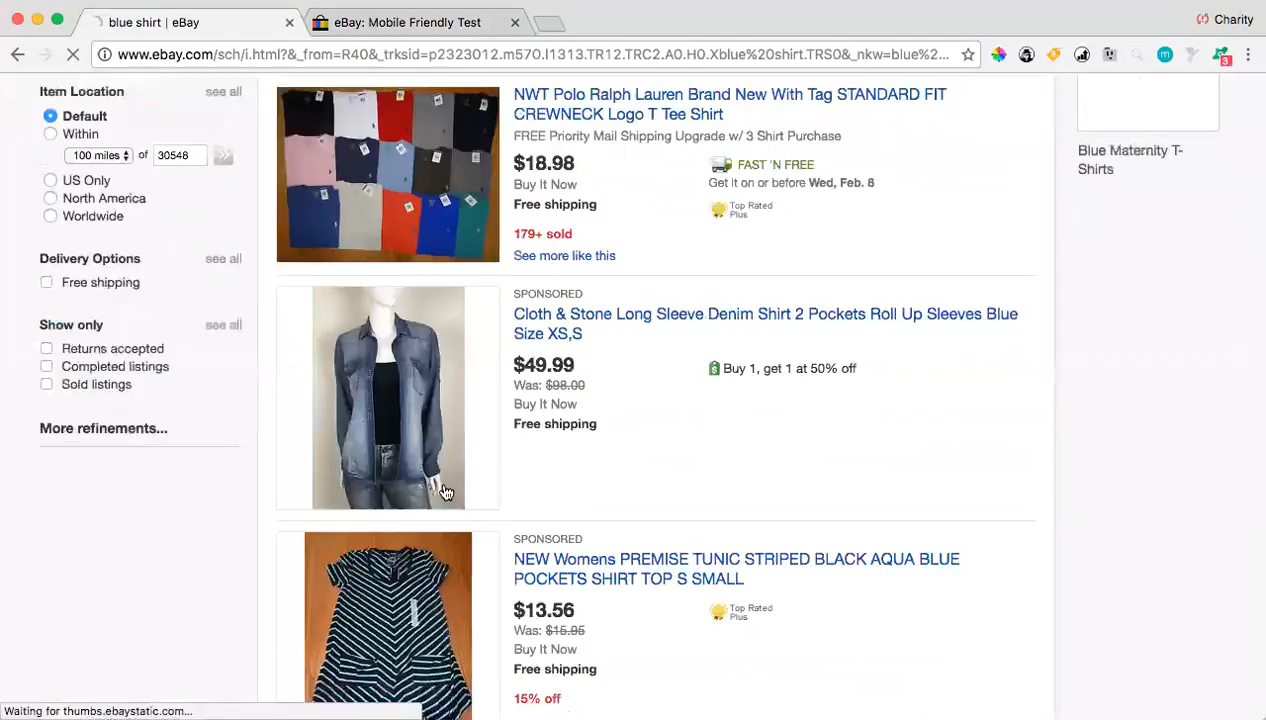 blue shirt | eBay
eBay: Mobile Friendly Test
Charity
www.ebay.com/sch/i.html?&_from=R40&_trksid=p2323012.m570.l1313.TR12.TRC2.A0.H0.Xblue%20shirt.TRS0&_nkw=blue%2...
3
Item Location see all
Default
Within
100 miles of 30548
US Only
North America
Worldwide
Delivery Options see all
Free shipping
Show only see all
Returns accepted
Completed listings
Sold listings
More refinements...
NWT Polo Ralph Lauren Brand New With Tag STANDARD FIT
CREWNECK Logo T Tee Shirt
FREE Priority Mail Shipping Upgrade w/ 3 Shirt Purchase
$18.98
FAST 'N FREE
Buy It Now
Get it on or before Wed, Feb. 8
Free shipping
Top Rated
Plus
179+ sold
See more like this
SPONSORED
Cloth & Stone Long Sleeve Denim Shirt 2 Pockets Roll Up Sleeves Blue
Size XS,S
$49.99
Buy 1, get 1 at 50% off
Was: $98.00
Buy It Now
Free shipping
SPONSORED
NEW Womens PREMISE TUNIC STRIPED BLACK AQUA BLUE
POCKETS SHIRT TOP S SMALL
$13.56
Top Rated
Plus
Was: $15.95
Buy It Now
Free shipping
15% off
Blue Maternity T-
Shirts
Waiting for thumbs.ebaystatic.com...